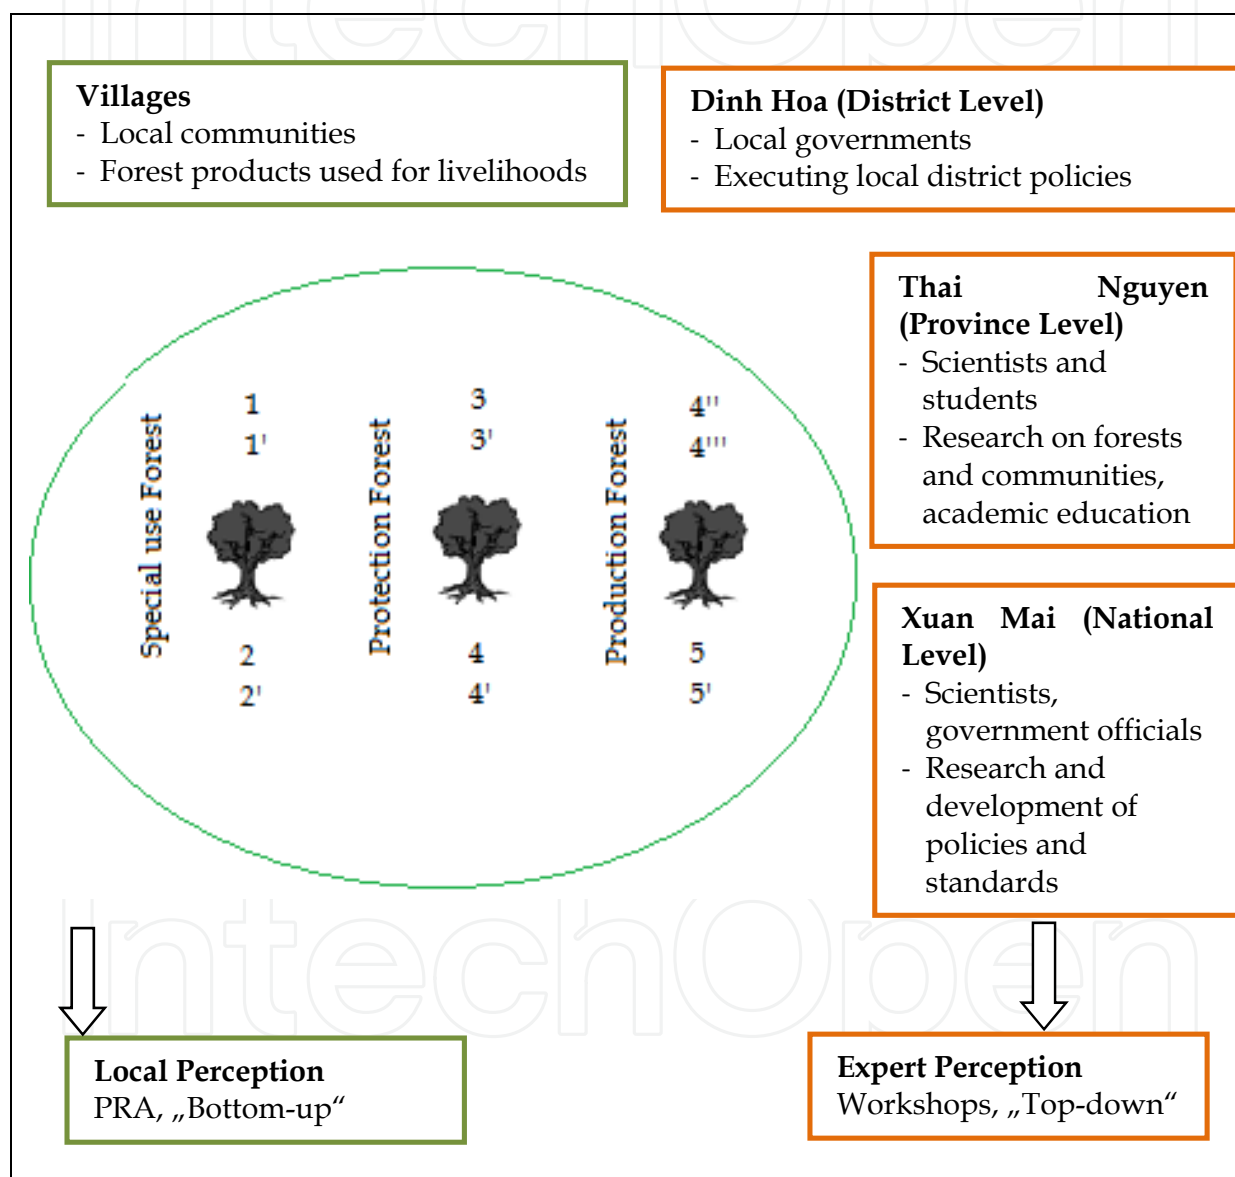 IntechOpen
Villages
- Local communities
- Forest products used for livelihoods
Dinh Hoa (District Level)
- Local governments
- Executing local district policies
Thai Nguyen
(Province Level)
- Scientists and
students
- Research on forests
and communities,
academic education
Special use Forest
1
1'
2
2'
Protection Forest
3
3'
4
4'
Production Forest
4''
4'''
5
5'
Xuan Mai (National
Level)
- Scientists,
government officials
- Research and
development of
policies and
standards
IntechOpen
Local Perception
PRA, „Bottom-up“
Expert Perception
Workshops, „Top-down“